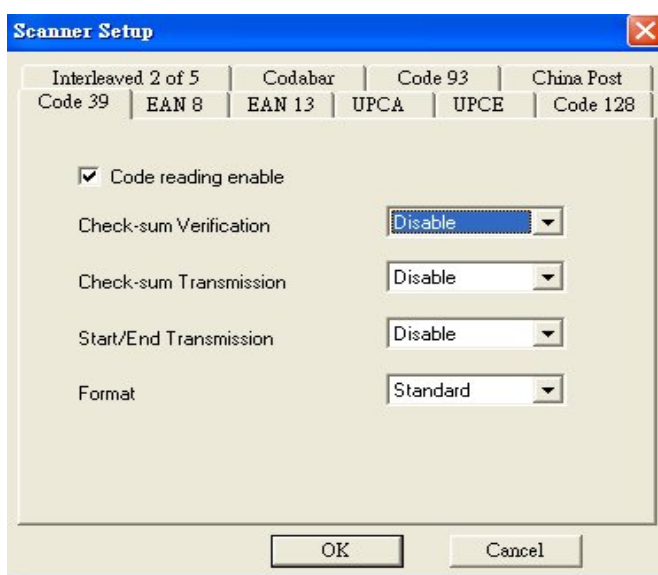 Scanner Setup
Interleaved 2 of 5 Codabar Code 93 China Post
Code 39 EAN 8 EAN 13 UPCA UPCE Code 128
Code reading enable
Check-sum Verification Disable
Check-sum Transmission Disable
Start/End Transmission Disable
Format Standard
OK Cancel